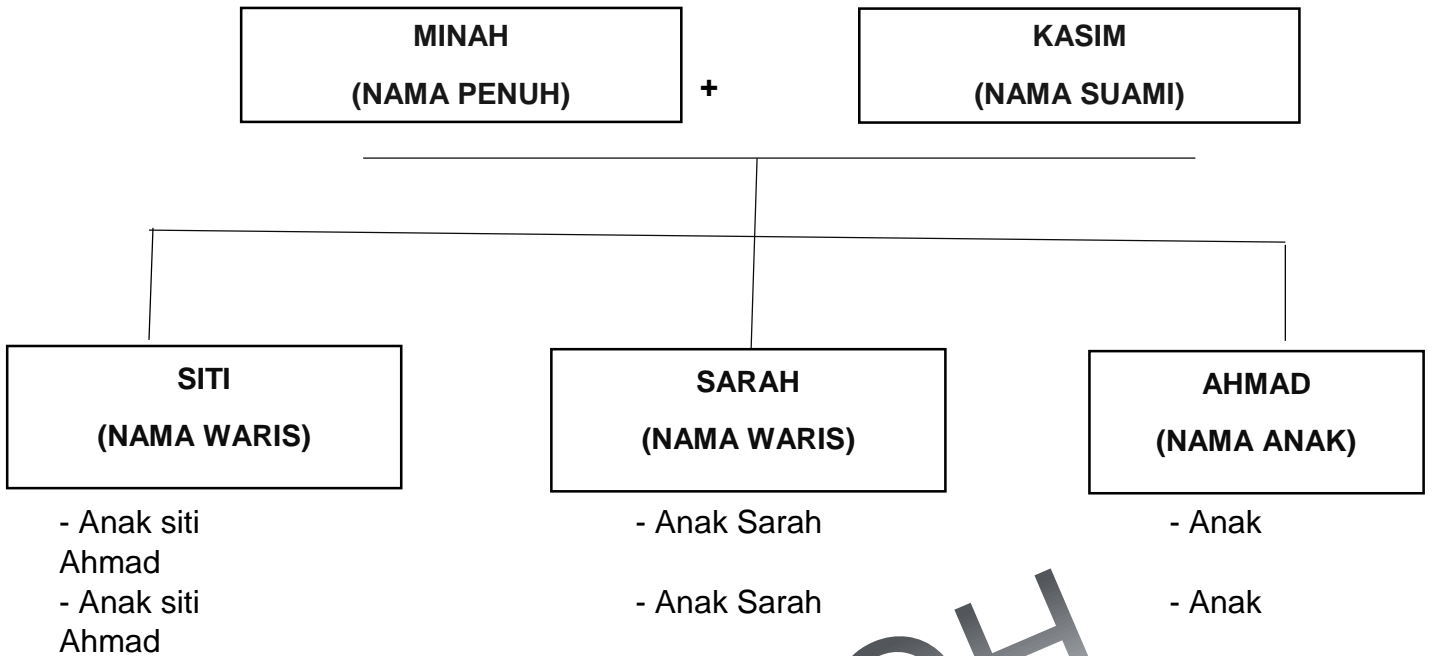 MINAH
(NAMA PENUH)
+
KASIM
(NAMA SUAMI)
SITI
(NAMA WARIS)
SARAH
(NAMA WARIS)
AHMAD
(NAMA ANAK)
- Anak siti - Anak Sarah - Anak
Ahmad
- Anak siti - Anak Sarah - Anak
Ahmad
OH